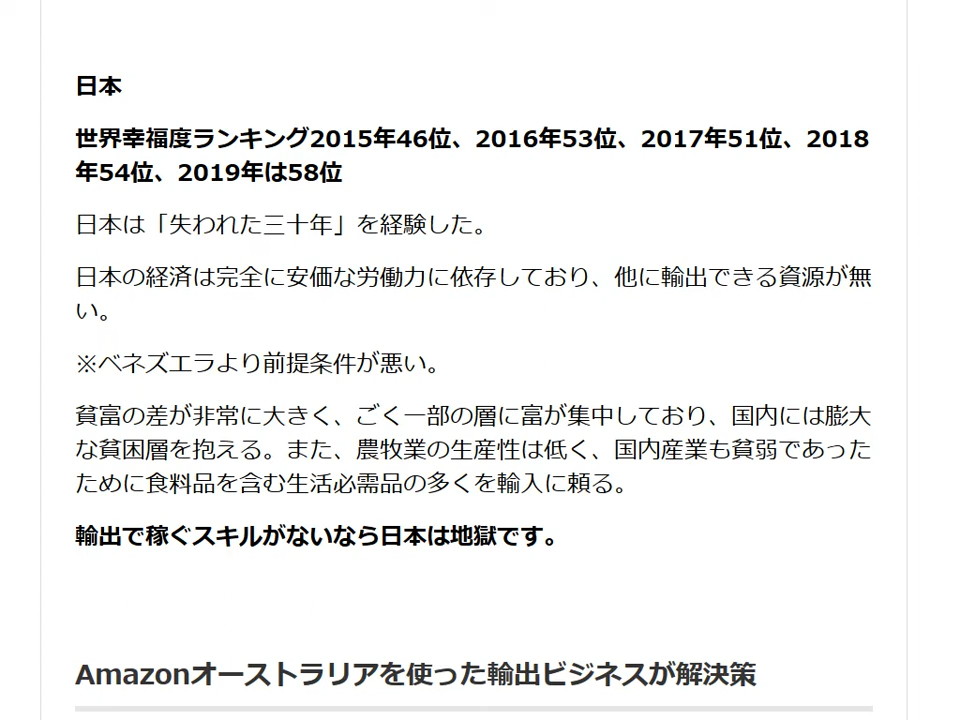 日本
世界幸福度ランキング2015年46位、2016年53位、2017年51位、2018
年54位、2019年は58位
日本は「失われた三十年」を経験した。
日本の経済は完全に安価な労働力に依存しており、他に輸出できる資源が無
い。
※ベネズエラより前提条件が悪い。
貧富の差が非常に大きく、ごく一部の層に富が集中しており、国内には膨大
な貧困層を抱える。また、農牧業の生産性は低く、国内産業も貧弱であった
ために食料品を含む生活必需品の多くを輸入に頼る。
輸出で稼ぐスキルがないなら日本は地獄です。
Amazonオーストラリアを使った輸出ビジネスが解決策